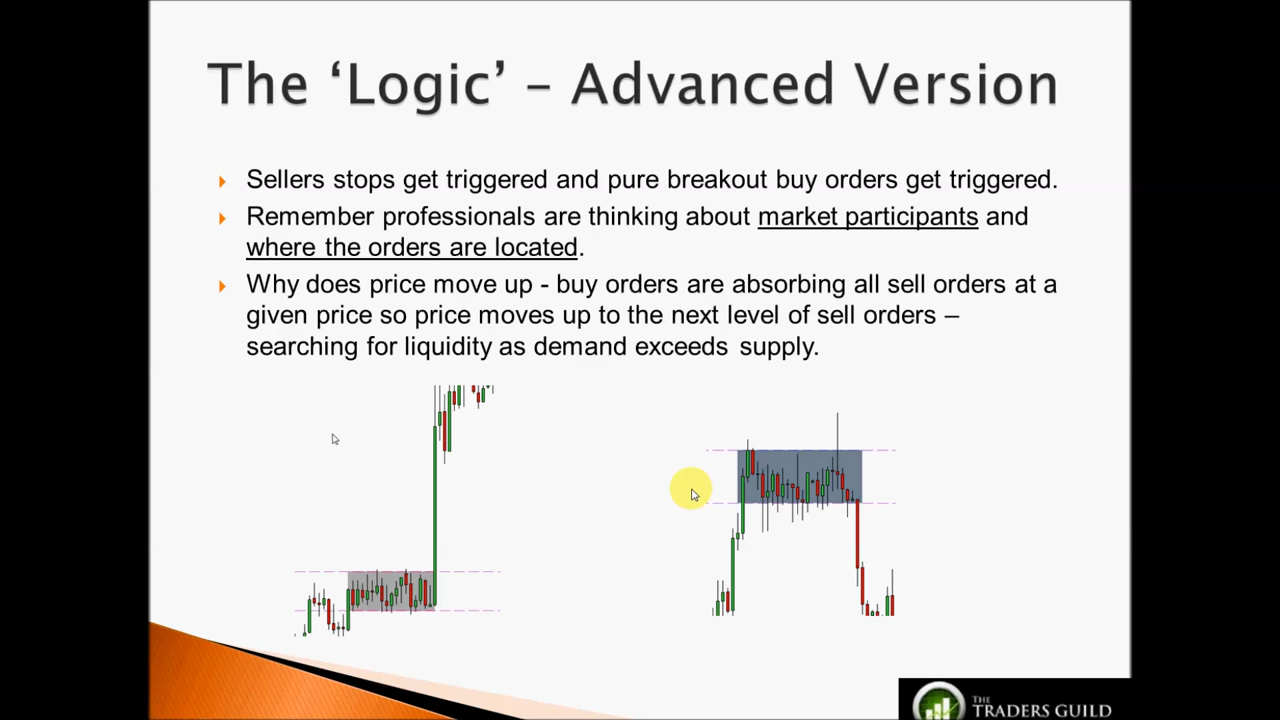 The ‘Logic’ – Advanced Version
Sellers stops get triggered and pure breakout buy orders get triggered.
Remember professionals are thinking about market participants and
where the orders are located.
Why does price move up - buy orders are absorbing all sell orders at a
given price so price moves up to the next level of sell orders –
searching for liquidity as demand exceeds supply.
THE
TRADERS GUILD